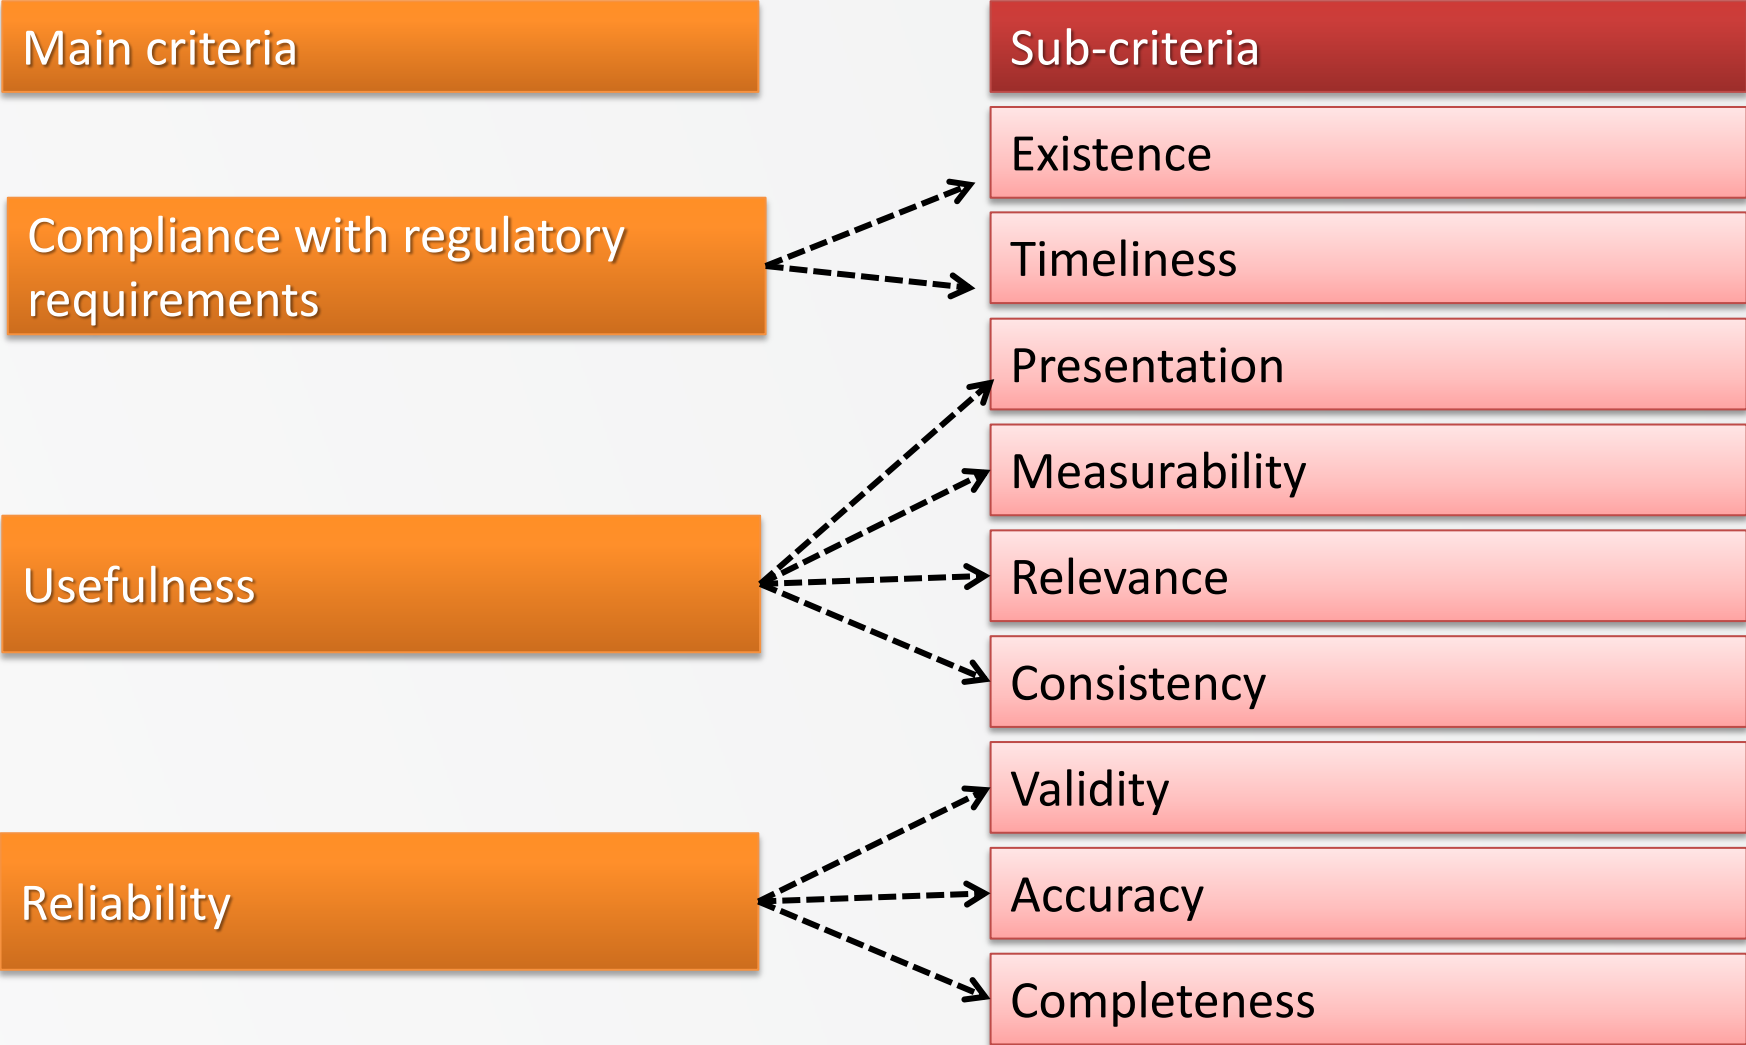 Main criteria
Sub-criteria
Existence
Compliance with regulatory
requirements
Timeliness
Presentation
Measurability
Usefulness
Relevance
Consistency
Validity
Reliability
Accuracy
Completeness